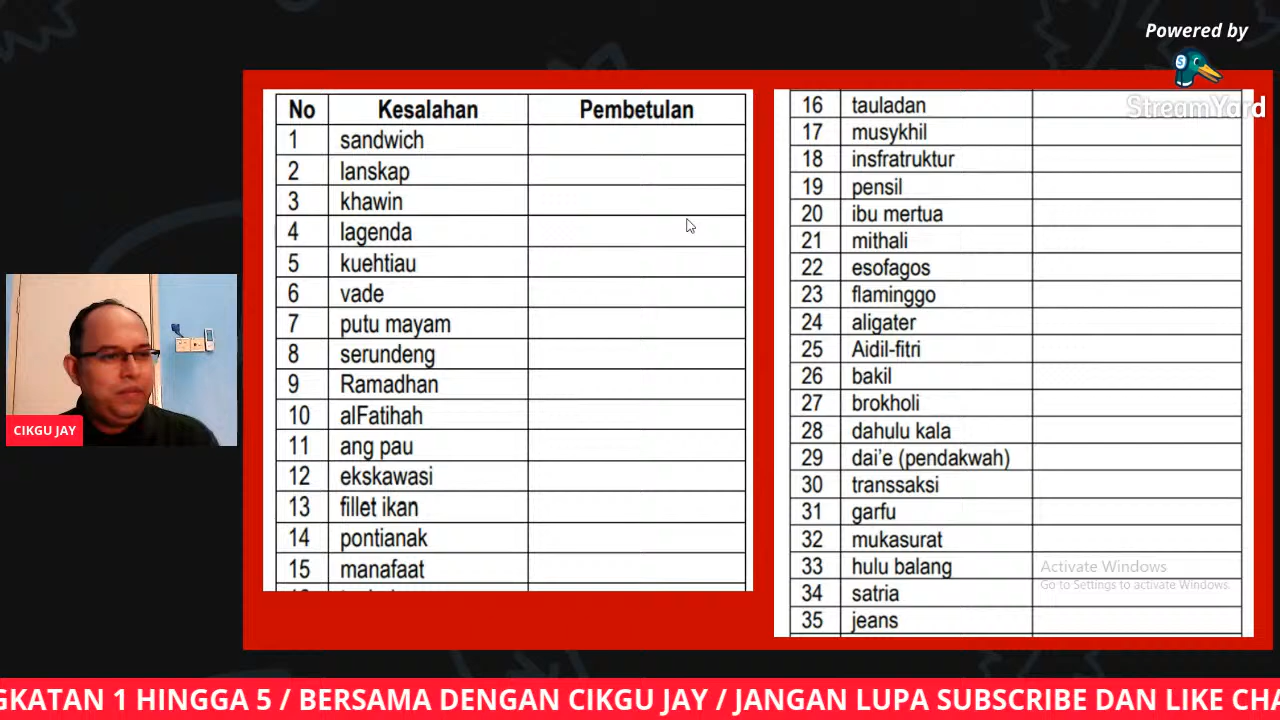 Powered by
StreamYard
No Kesalahan Pembetulan
1 sandwich
2 lanskap
3 khawin
4 lagenda
5 kuehtiau
6 vade
7 putu mayam
8 serundeng
9 Ramadhan
10 alFatihah
11 ang pau
12 ekskawasi
13 fillet ikan
14 pontianak
15 manafaat
16 tauladan
17 musykhil
18 insfratruktur
19 pensil
20 ibu mertua
21 mithali
22 esofagos
23 flaminggo
24 aligater
25 Aidil-fitri
26 bakil
27 brokholi
28 dahulu kala
29 dai'e (pendakwah)
30 transsaksi
31 garfu
32 mukasurat
33 hulu balang
34 satria
35 jeans
Activate Windows
Go to Settings to activate Windows.
CIKGU JAY
GKATAN 1 HINGGA 5 / BERSAMA DENGAN CIKGU JAY / JANGAN LUPA SUBSCRIBE DAN LIKE CHA